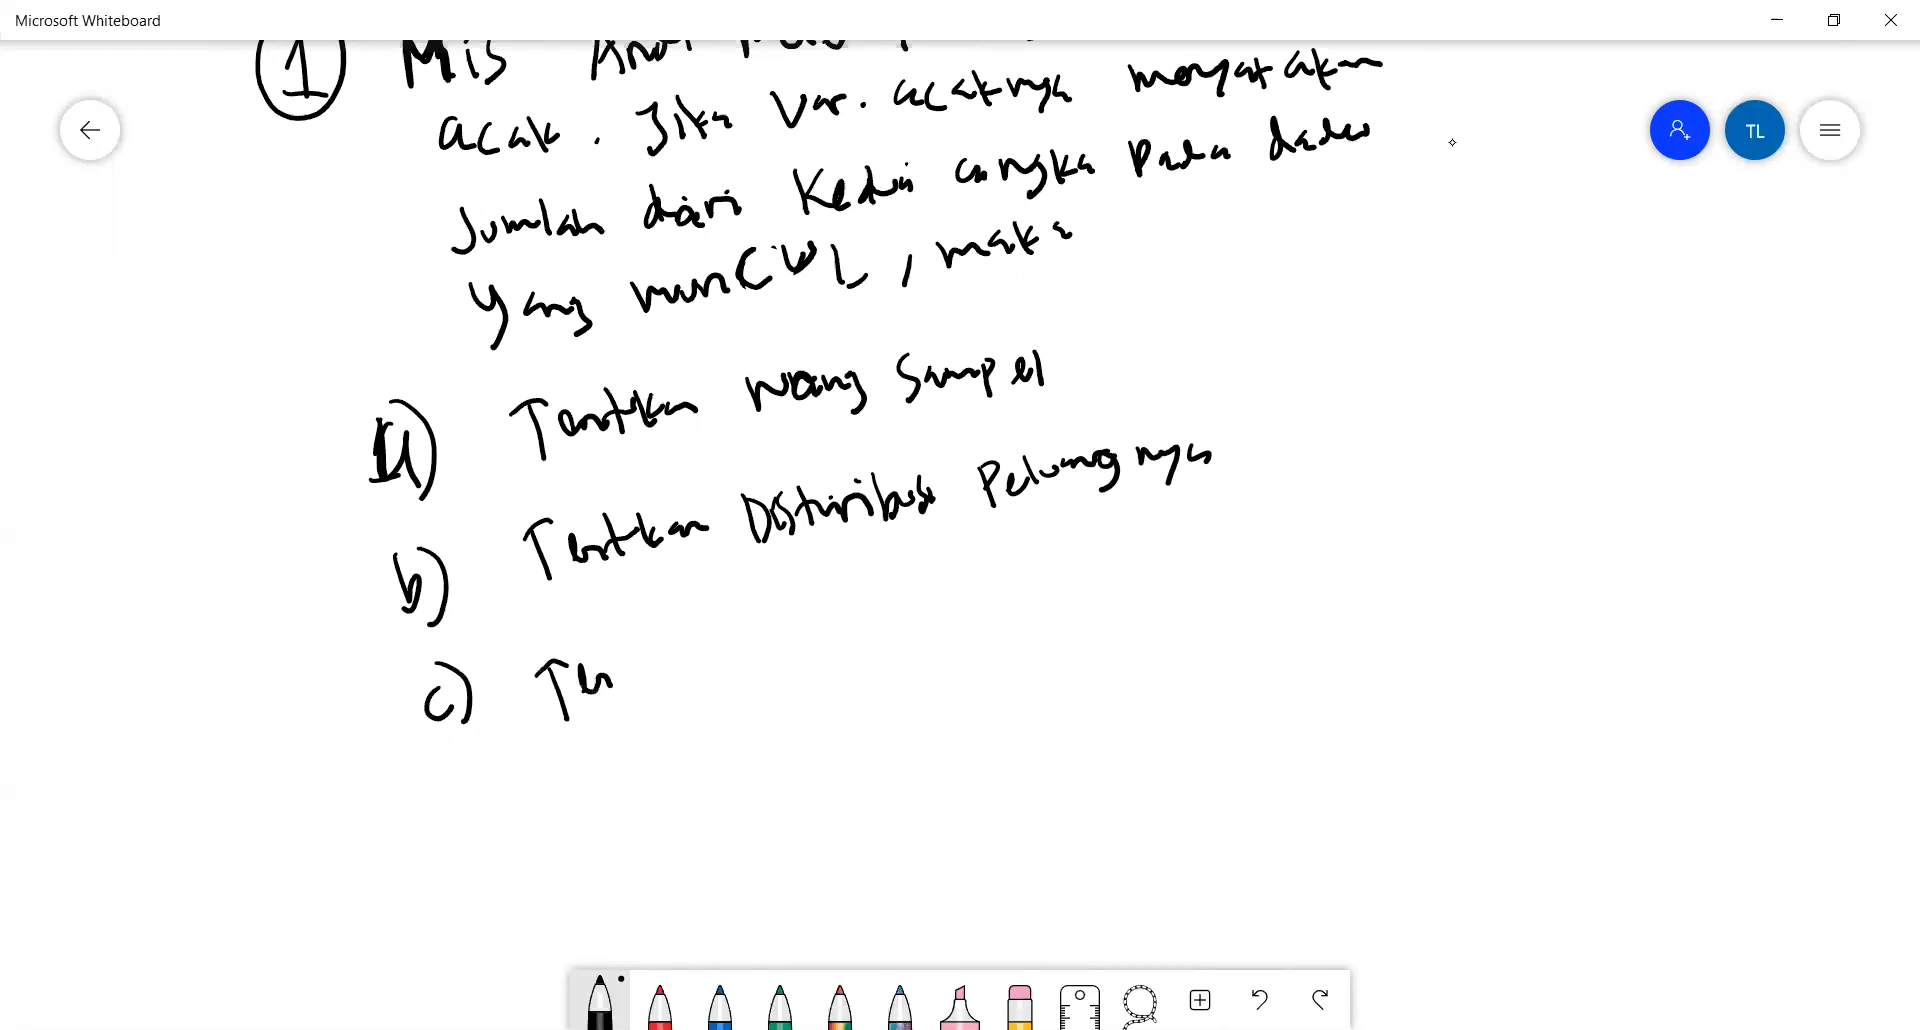 Microsoft Whiteboard
1 Mis
acak. Jika Var. acaknya menyatakan
Jumlah dari Kedua angka Pada dadu
Yang munCUL, maka
a) Tentukan ruang Sampel
b) Tentukan Distribusi Peluangnya
c) Ten
TL